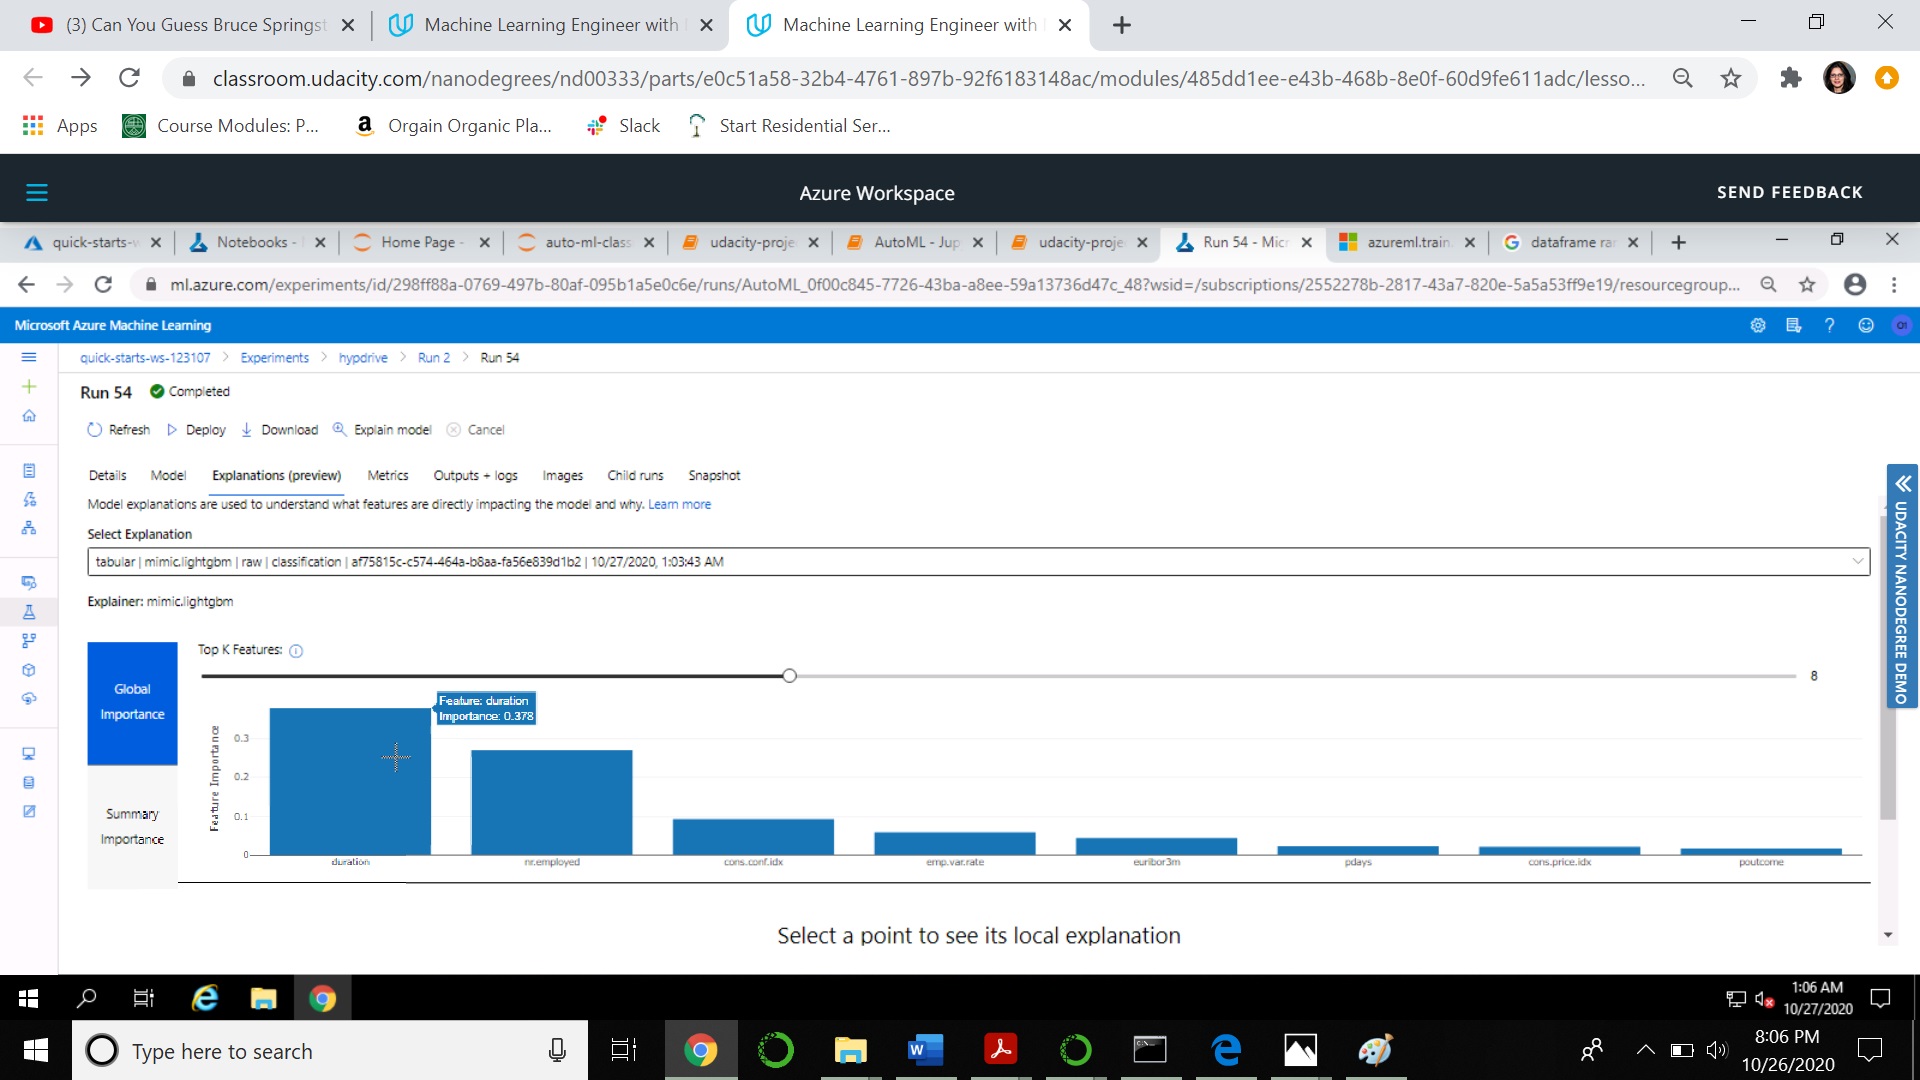 (3) Can You Guess Bruce Springst
Machine Learning Engineer with
Machine Learning Engineer with
classroom.udacity.com/nanodegrees/nd00333/parts/e0c51a58-32b4-4761-897b-92f6183148ac/modules/485dd1ee-e43b-468b-8e0f-60d9fe611adc/lesso...
Apps
Course Modules: P...
Orgain Organic Pla...
Slack
Start Residential Ser...
Azure Workspace
SEND FEEDBACK
quick-starts-w
Notebooks -
Home Page -
auto-ml-class
udacity-proje
AutoML - Jup
udacity-proje
Run 54 - Micr
azureml.train.
dataframe ra
ml.azure.com/experiments/id/298ff88a-0769-497b-80af-095b1a5e0c6e/runs/AutoML_0f00c845-7726-43ba-a8ee-59a13736d47c_48?wsid=/subscriptions/2552278b-2817-43a7-820e-5a5a53ff9e19/resourcegroup...
Microsoft Azure Machine Learning
quick-starts-ws-123107 > Experiments > hypdrive > Run 2 > Run 54
Run 54 Completed
Refresh Deploy Download Explain model Cancel
Details Model Explanations (preview) Metrics Outputs + logs Images Child runs Snapshot
Model explanations are used to understand what features are directly impacting the model and why. Learn more
Select Explanation
tabular | mimic.lightgbm | raw | classification | af75815c-c574-464a-b8aa-fa56e839d1b2 | 10/27/2020, 1:03:43 AM
Explainer: mimic.lightgbm
Global
Importance
Summary
Importance
Top K Features:
8
Feature: duration
Importance: 0.378
Feature Importance
0.3
0.2
0.1
0
duration
nr.employed
cons.conf.idx
emp.var.rate
euribor3m
pdays
cons.price.idx
poutcome
Select a point to see its local explanation
UDACITY NANODEGREE DEMO
1:06 AM
10/27/2020
Type here to search
8:06 PM
10/26/2020